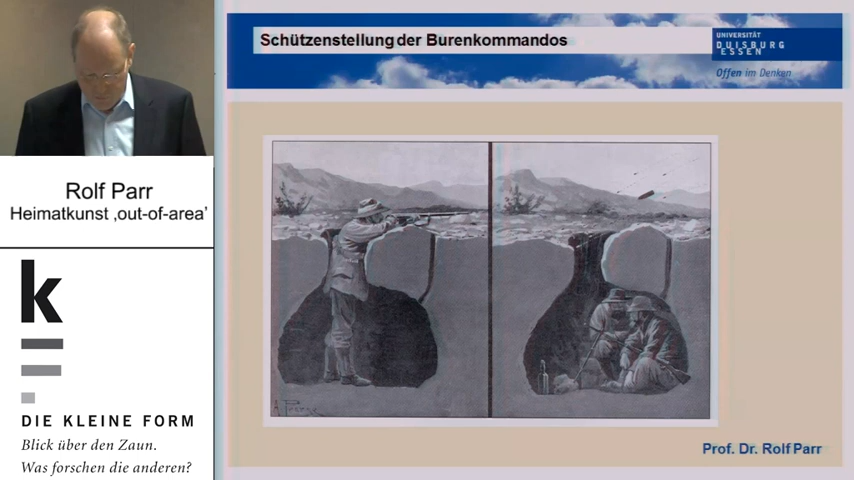 Schützenstellung der Burenkommandos
UNIVERSITÄT
DUISBURG
ESSEN
Offen im Denken
Rolf Parr
Heimatkunst ‚out-of-area’
k
DIE KLEINE FORM
Blick über den Zaun.
Was forschen die anderen?
Prof. Dr. Rolf Parr